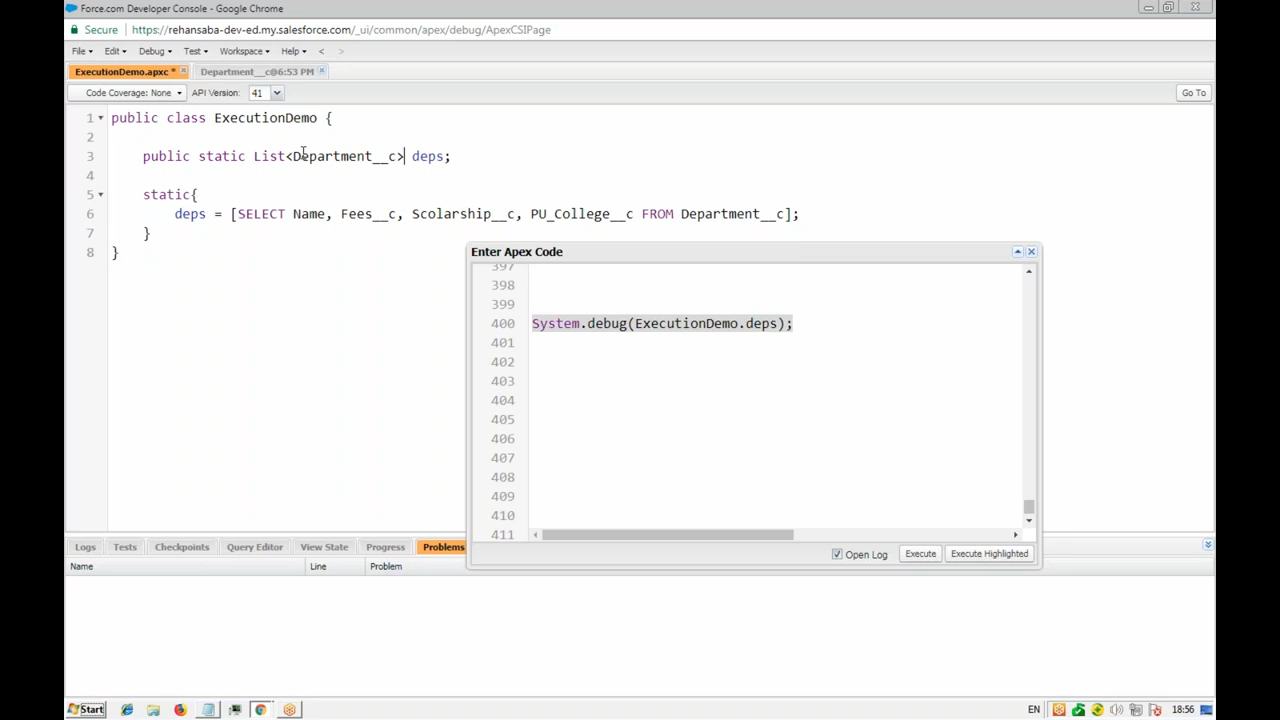 Force.com Developer Console - Google Chrome
Secure https://rehansaba-dev-ed.my.salesforce.com/_ui/common/apex/debug/ApexCSIPage
File Edit Debug Test Workspace Help < >
ExecutionDemo.apxc * Department__c@6:53 PM
Code Coverage: None API Version: 41 Go To
1 public class ExecutionDemo {
2
3 public static List<Department__c> deps;
4
5 static{
6 deps = [SELECT Name, Fees__c, Scolarship__c, PU_College__c FROM Department__c];
7 }
8 }
Enter Apex Code
397
398
399
400 System.debug(ExecutionDemo.deps);
401
402
403
404
405
406
407
408
409
410
411
Open Log Execute Execute Highlighted
Logs Tests Checkpoints Query Editor View State Progress Problems
Name Line Problem
Start EN 18:56